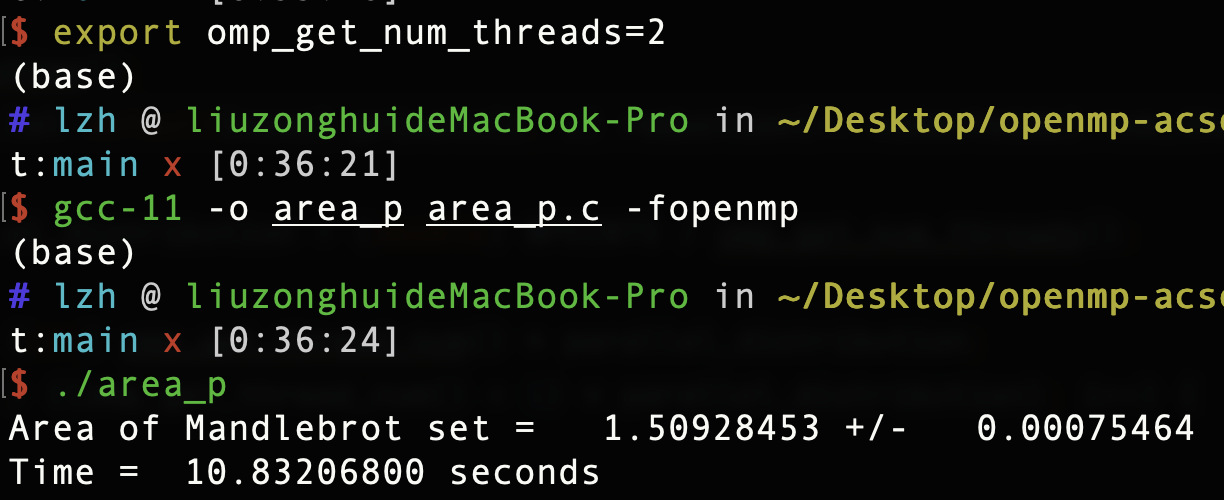 [$ export omp_get_num_threads=2
(base)
# lzh @ liuzonghuideMacBook-Pro in ~/Desktop/openmp-acs
t:main x [0:36:21]
[$ gcc-11 -o area_p area_p.c -fopenmp
(base)
# lzh @ liuzonghuideMacBook-Pro in ~/Desktop/openmp-acs
t:main x [0:36:24]
[$ ./area_p
Area of Mandlebrot set =   1.50928453 +/-   0.00075464
Time =  10.83206800 seconds